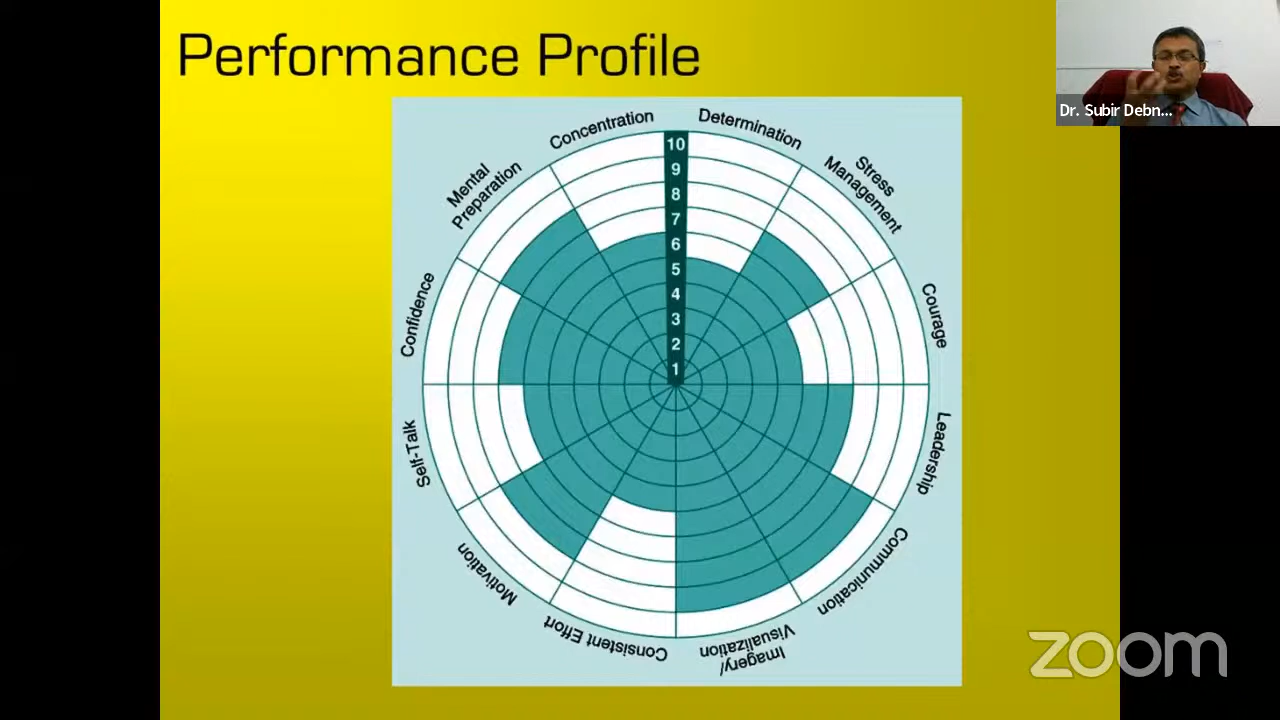 Performance Profile
Dr. Subir Debn...
Concentration
Determination
Mental
Preparation
Stress
Management
10
9
8
7
6
5
4
3
2
1
Confidence
Courage
Self-Talk
Leadership
Motivation
Communication
Consistent Effort
Imagery/
Visualization
zoom